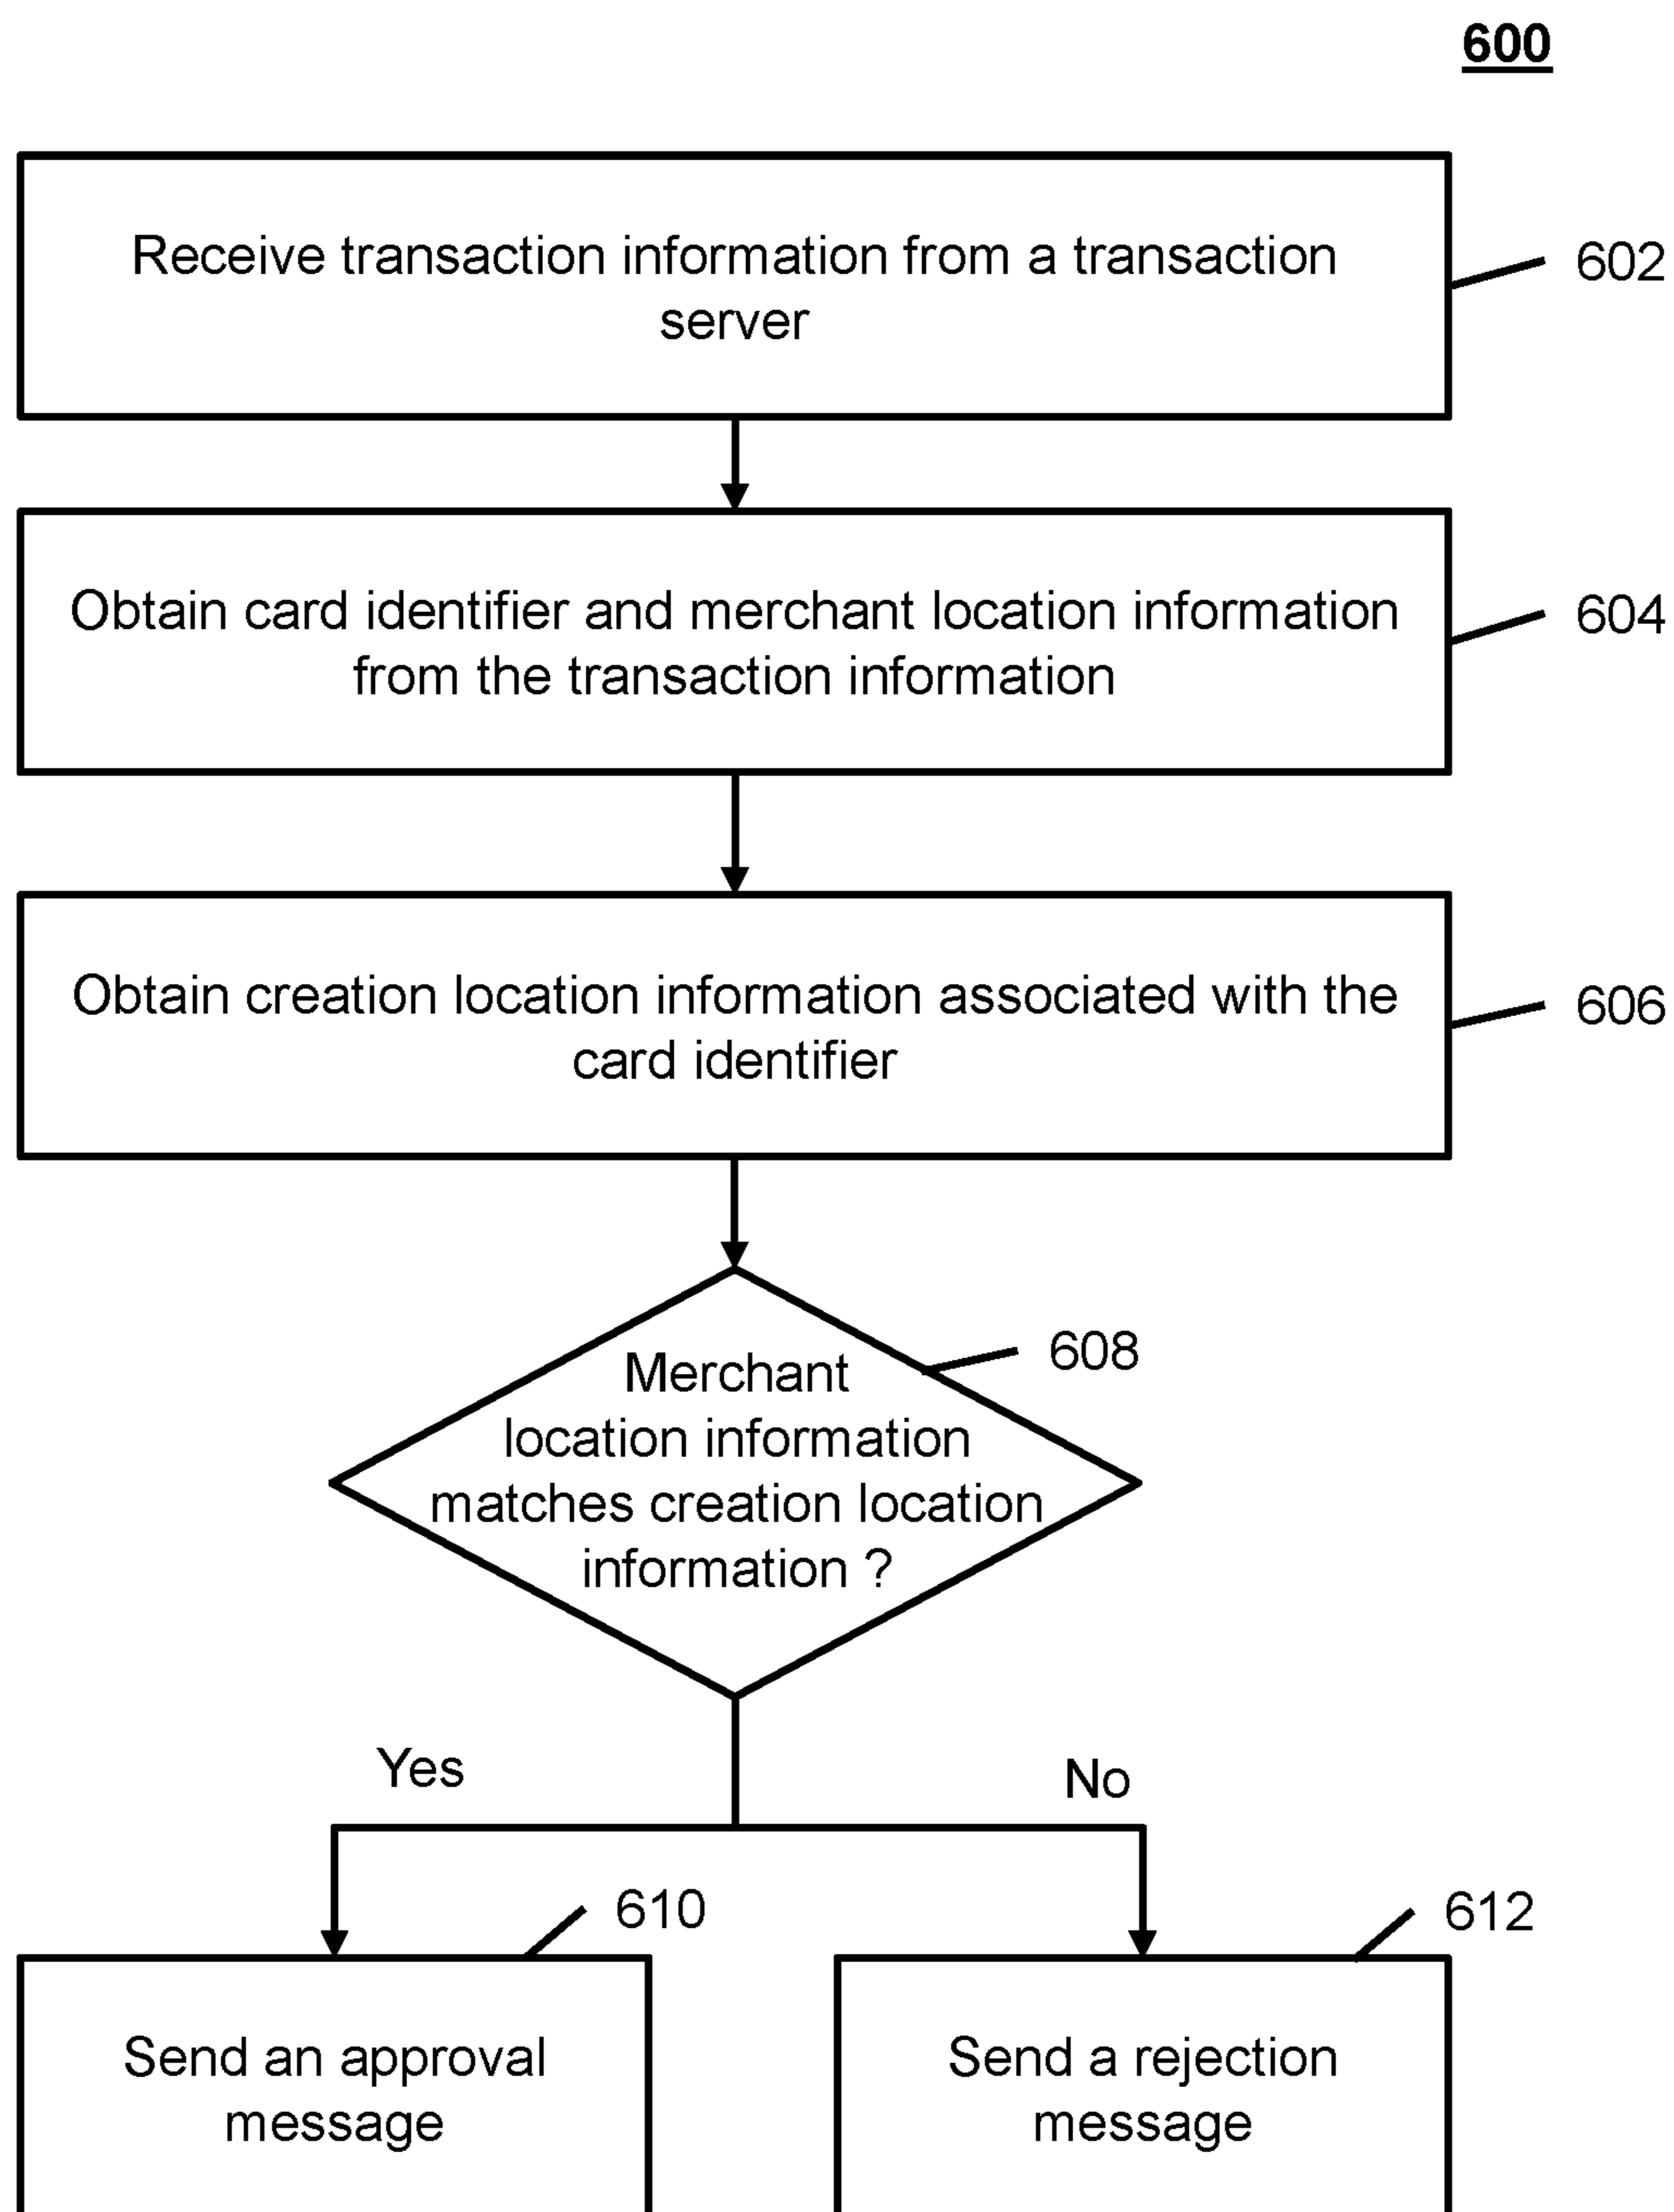 600
Receive transaction information from a transaction
server
602
Obtain card identifier and merchant location information
from the transaction information
604
Obtain creation location information associated with the
card identifier
606
Merchant
location information
matches creation location
information ?
608
Yes
No
610
612
Send an approval
message
Send a rejection
message